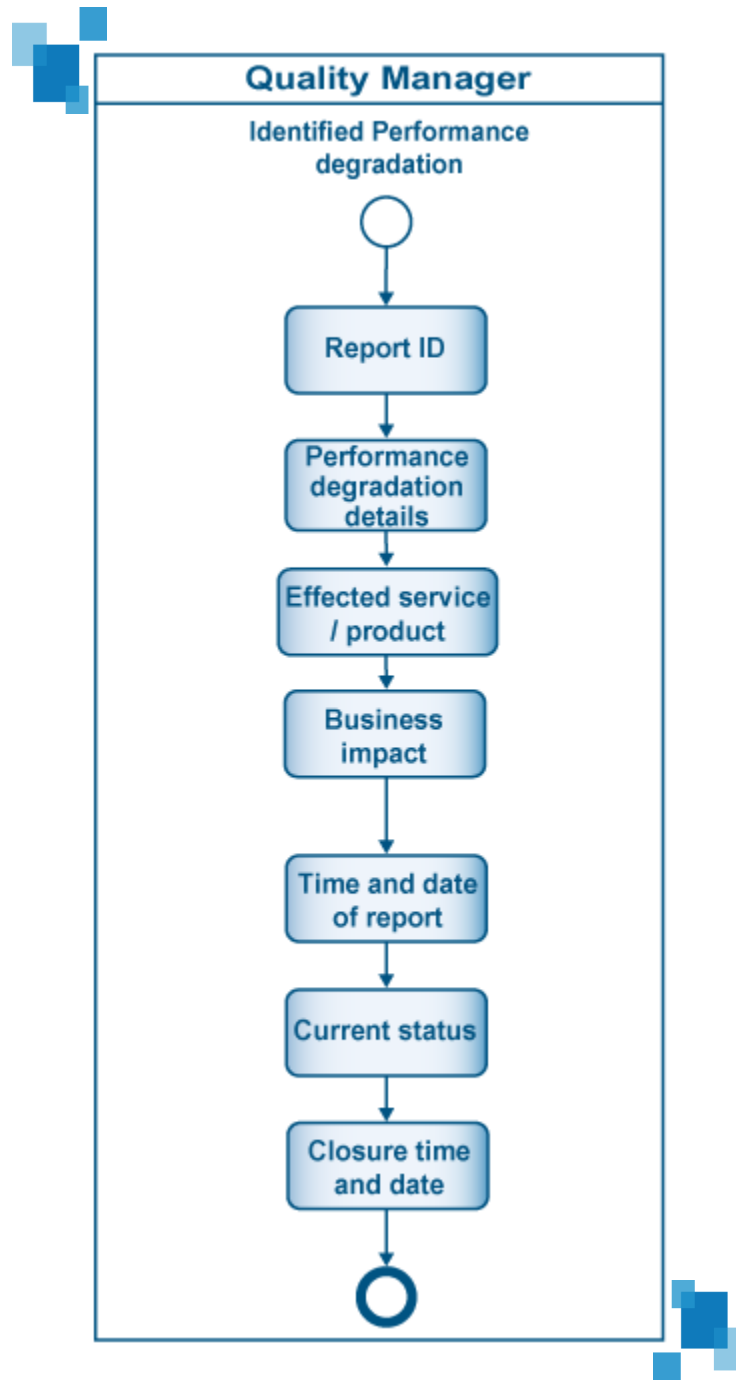 Quality Manager
Identified Performance
degradation
Report ID
Performance
degradation
details
Effected service
/ product
Business
impact
Time and date
of report
Current status
Closure time
and date